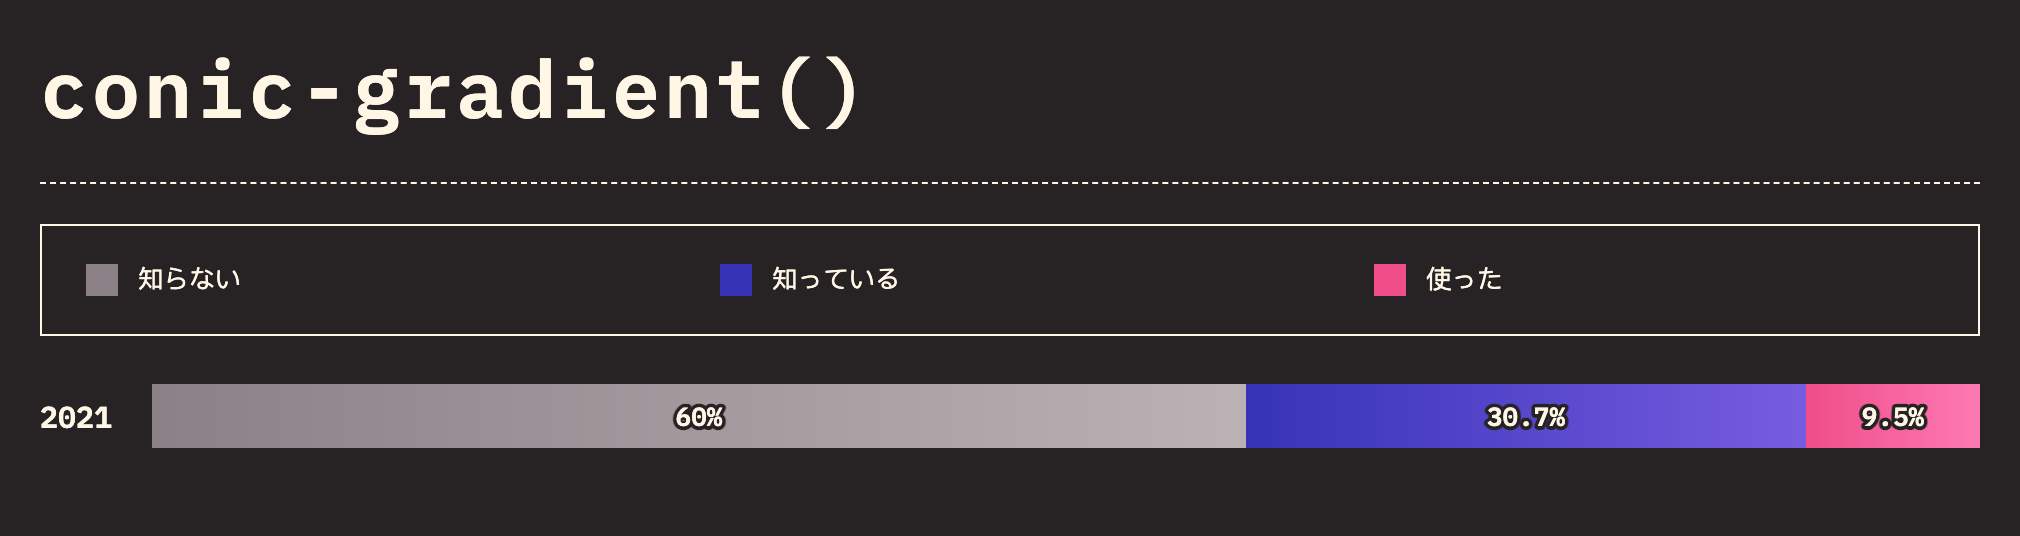 conic-gradient()
知らない 知っている 使った
2021 60% 30.7% 9.5%